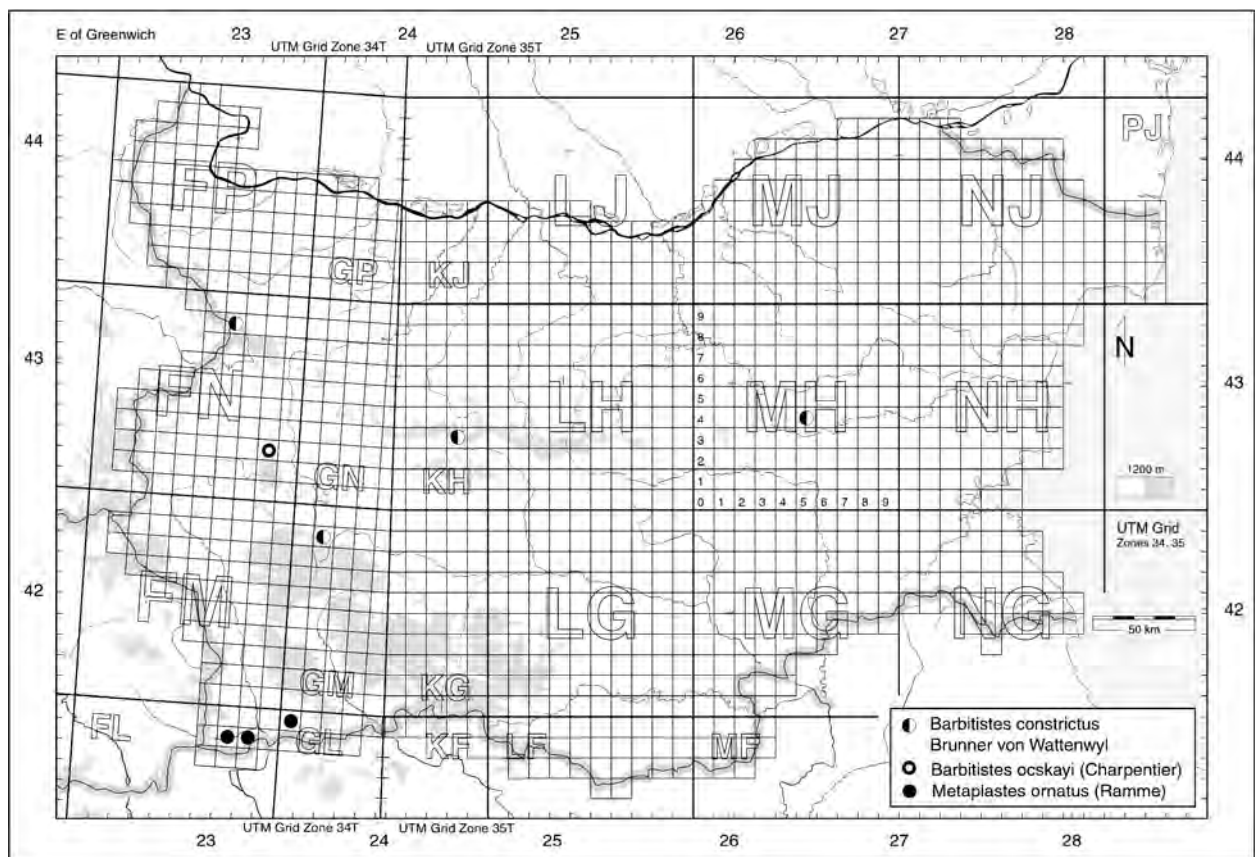 E of Greenwich
23
24
25
26
27
28
UTM Grid Zone 34T
UTM Grid Zone 35T
44
44
PJ
FP
LJ
MJ
NJ
GP
KJ
9
8
7
6
5
4
3
2
1
0 1 2 3 4 5 6 7 8 9
43
43
N
FN
LH
MH
NH
GN
KH
1200 m
UTM Grid
Zones 34, 35
42
42
FM
LG
MG
NG
50 km
GM
KG
FL
GL
KF
LF
MF
Barbitistes constrictus
Brunner von Wattenwyl
Barbitistes ocskayi (Charpentier)
Metaplastes ornatus (Ramme)
UTM Grid Zone 34T
UTM Grid Zone 35T
23
24
25
26
27
28